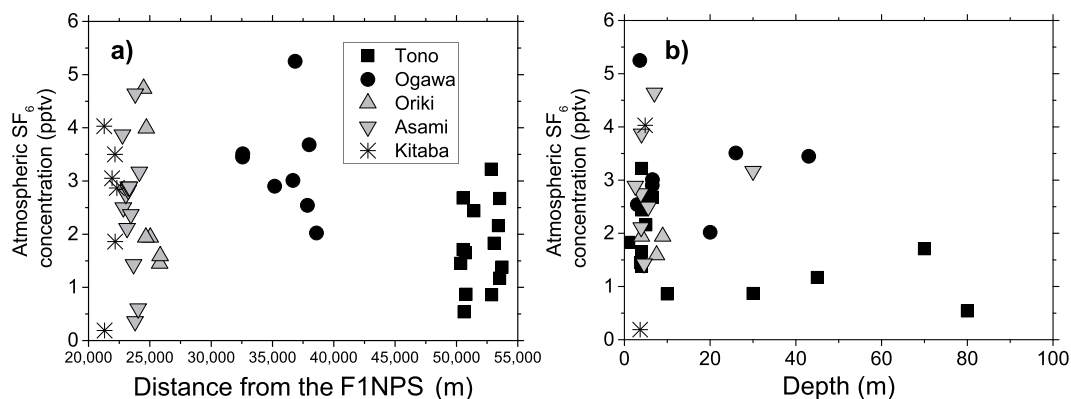 a)
Atmospheric SF6
concentration (pptv)
6
5
4
3
2
1
0
20,000 25,000 30,000 35,000 40,000 45,000 50,000 55,000
Distance from the F1NPS (m)
Tono
Ogawa
Oriki
Asami
Kitaba
b)
Atmospheric SF6
concentration (pptv)
6
5
4
3
2
1
0
0 20 40 60 80 100
Depth (m)